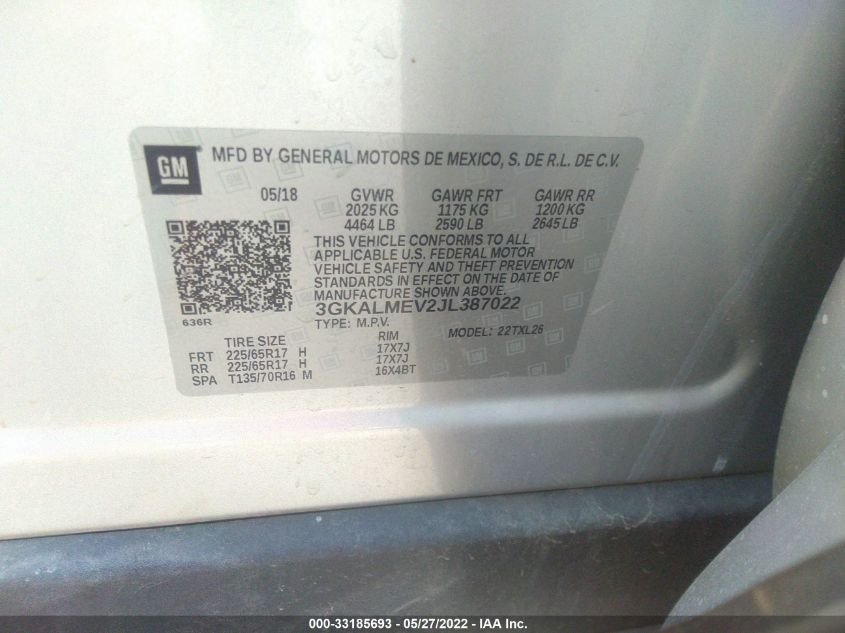 GM MFD BY GENERAL MOTORS DE MEXICO, S. DE R.L. DE C.V.
05/18 GVWR GAWR FRT GAWR RR
2025 KG 1175 KG 1200 KG
4464 LB 2590 LB 2645 LB
THIS VEHICLE CONFORMS TO ALL
APPLICABLE U.S. FEDERAL MOTOR
VEHICLE SAFETY AND THEFT PREVENTION
STANDARDS IN EFFECT ON THE DATE OF
MANUFACTURE SHOWN ABOVE.
3GKALMEV2JL387022
636R
TYPE: M.P.V. MODEL: 22TXL26
TIRE SIZE RIM
FRT 225/65R17 H 17X7J
RR 225/65R17 H 17X7J
SPA T135/70R16 M 16X4BT
000-33185693 - 05/27/2022 - IAA Inc.